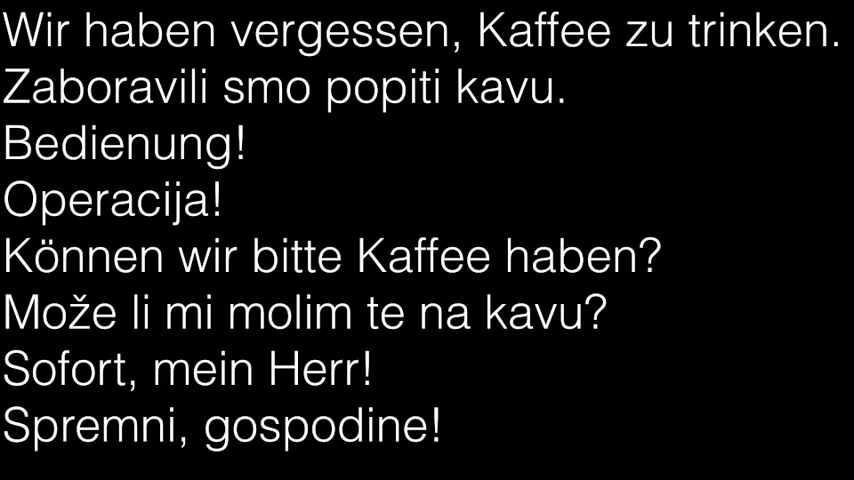 Wir haben vergessen, Kaffee zu trinken.
Zaboravili smo popiti kavu.
Bedienung!
Operacija!
Können wir bitte Kaffee haben?
Može li mi molim te na kavu?
Sofort, mein Herr!
Spremni, gospodine!